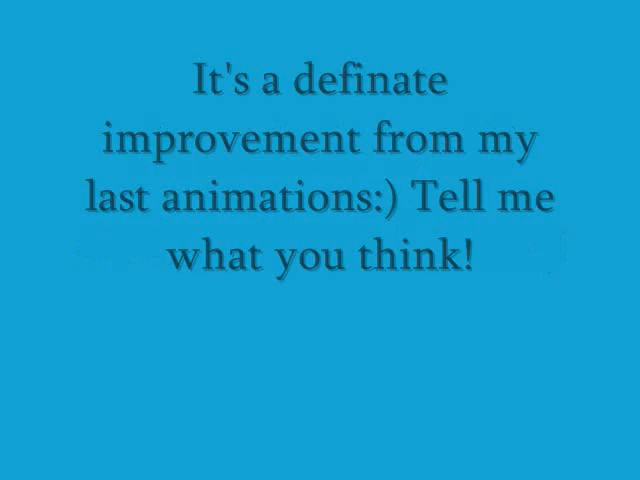 It's a definate
improvement from my
last animations:) Tell me
what you think!